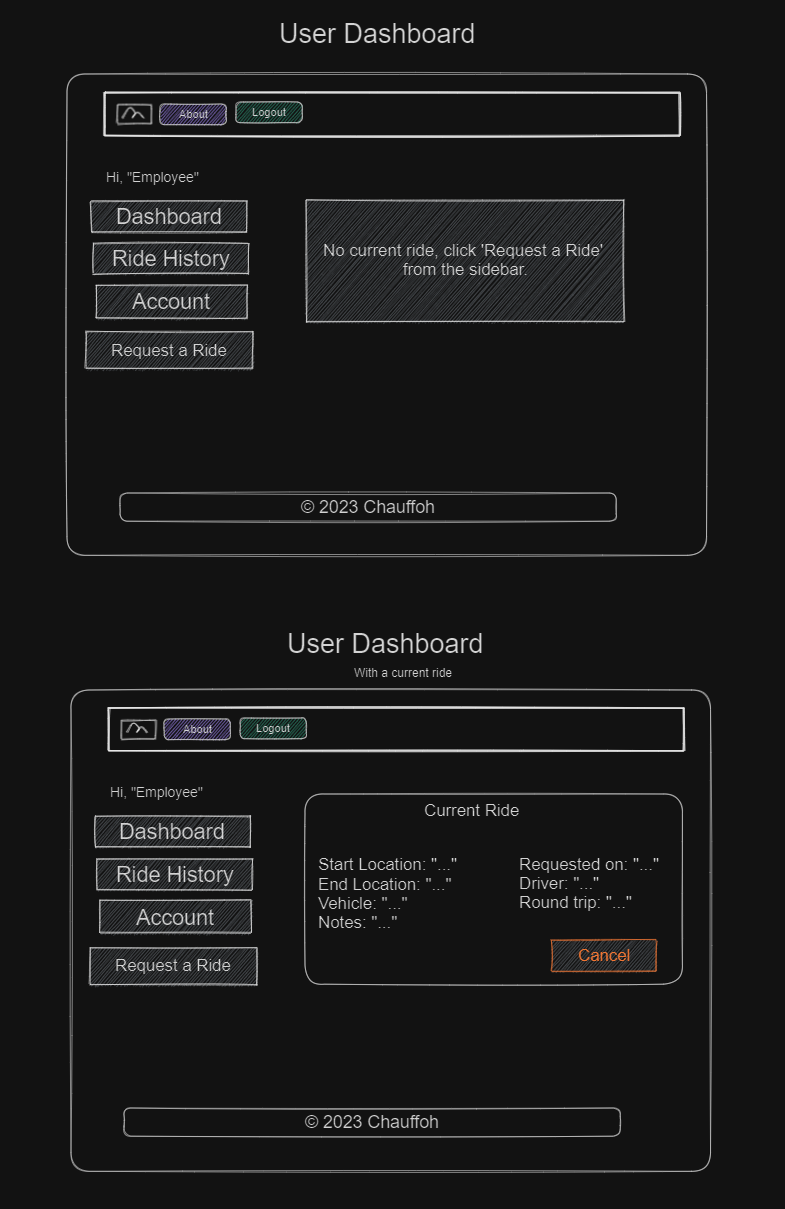 User Dashboard
About
Logout
Hi, "Employee"
Dashboard
Ride History
Account
Request a Ride
No current ride, click 'Request a Ride'
from the sidebar.
© 2023 Chauffoh
User Dashboard
With a current ride
About
Logout
Hi, "Employee"
Dashboard
Ride History
Account
Request a Ride
Current Ride
Start Location: "..."
End Location: "..."
Vehicle: "..."
Notes: "..."
Requested on: "..."
Driver: "..."
Round trip: "..."
Cancel
© 2023 Chauffoh